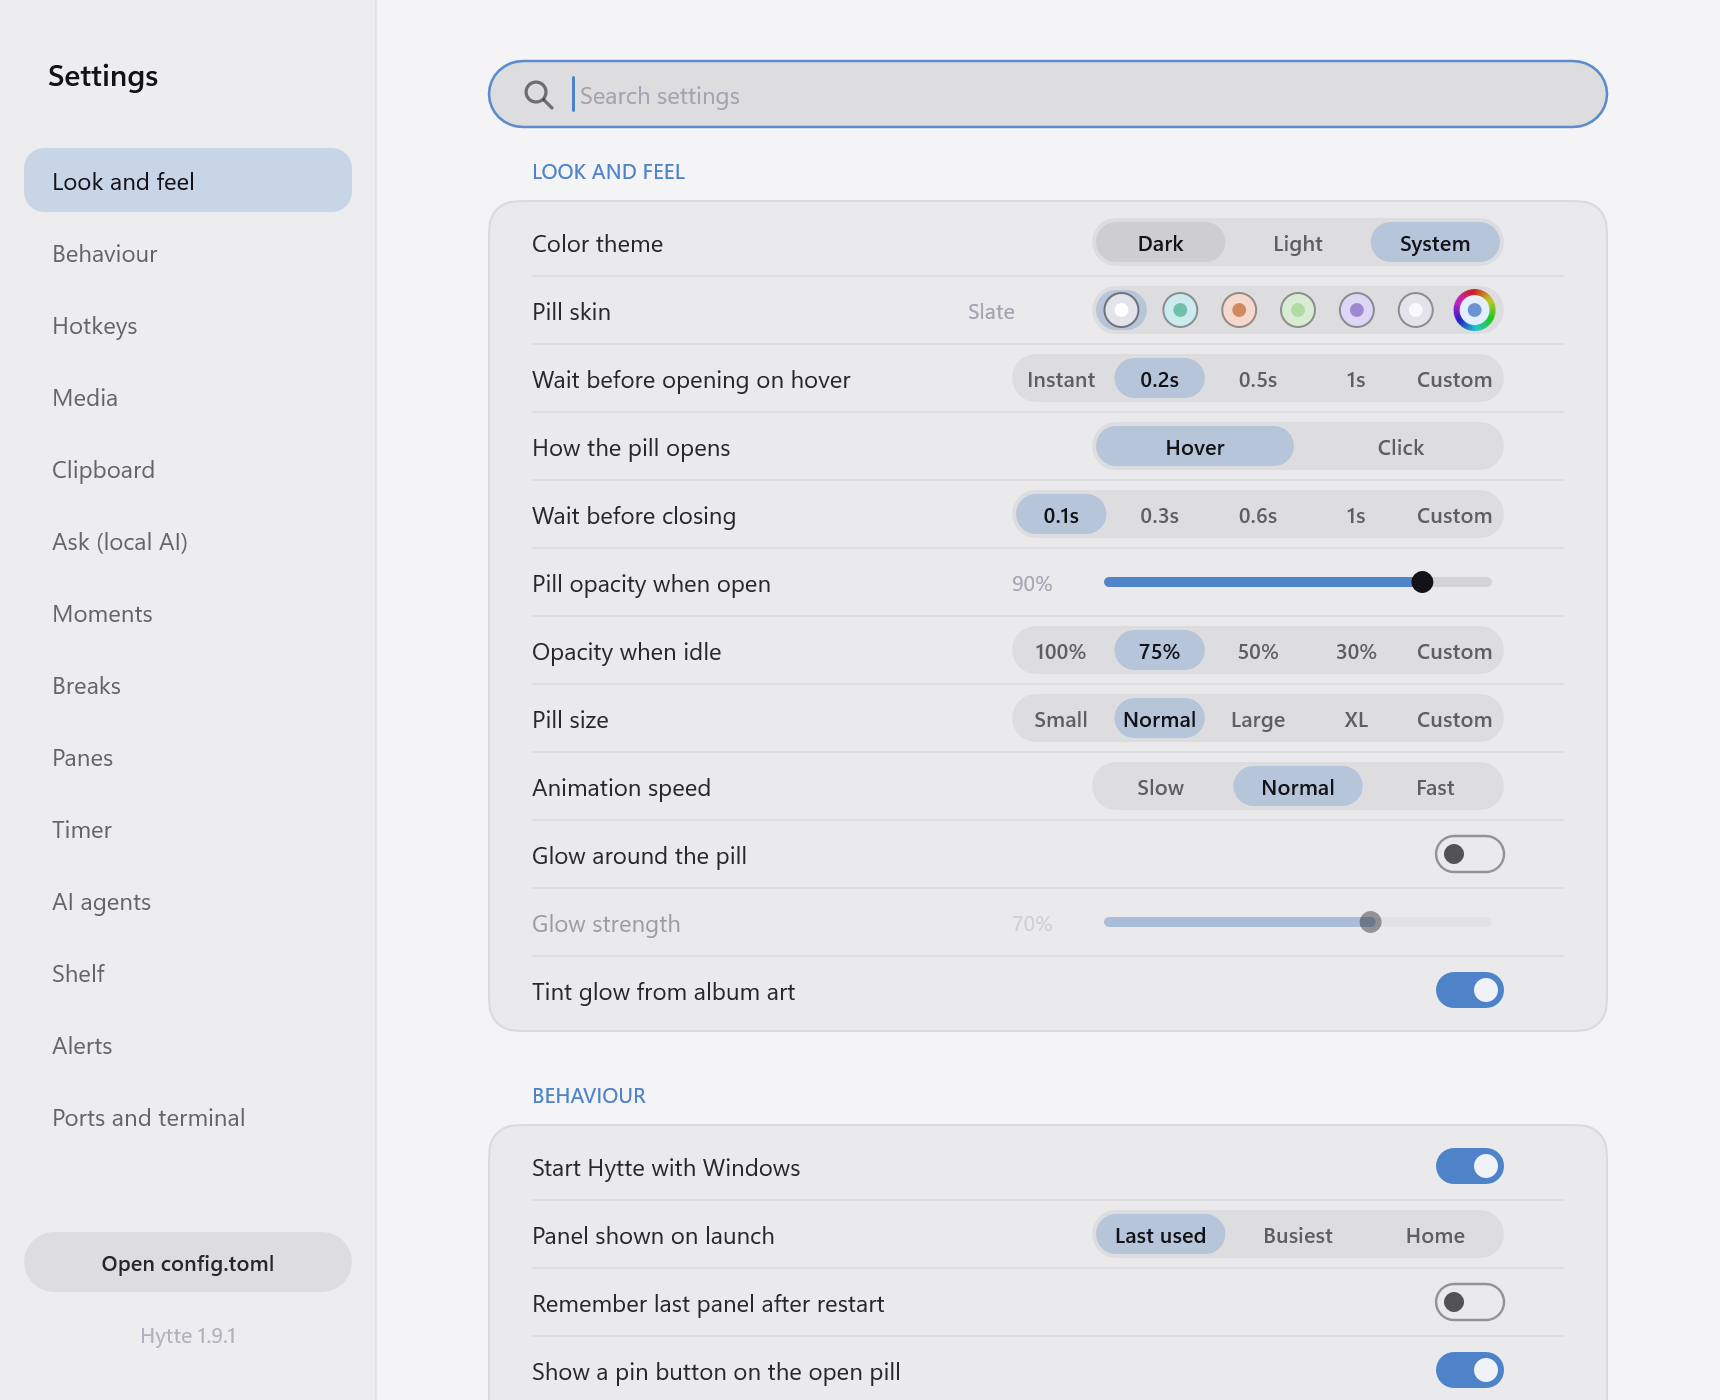 Settings
Look and feel
Behaviour
Hotkeys
Media
Clipboard
Ask (local AI)
Moments
Breaks
Panes
Timer
AI agents
Shelf
Alerts
Ports and terminal
Open config.toml
Hytte 1.9.1
Search settings
LOOK AND FEEL
Color theme Dark Light System
Pill skin Slate
Wait before opening on hover Instant 0.2s 0.5s 1s Custom
How the pill opens Hover Click
Wait before closing 0.1s 0.3s 0.6s 1s Custom
Pill opacity when open 90%
Opacity when idle 100% 75% 50% 30% Custom
Pill size Small Normal Large XL Custom
Animation speed Slow Normal Fast
Glow around the pill
Glow strength 70%
Tint glow from album art
BEHAVIOUR
Start Hytte with Windows
Panel shown on launch Last used Busiest Home
Remember last panel after restart
Show a pin button on the open pill